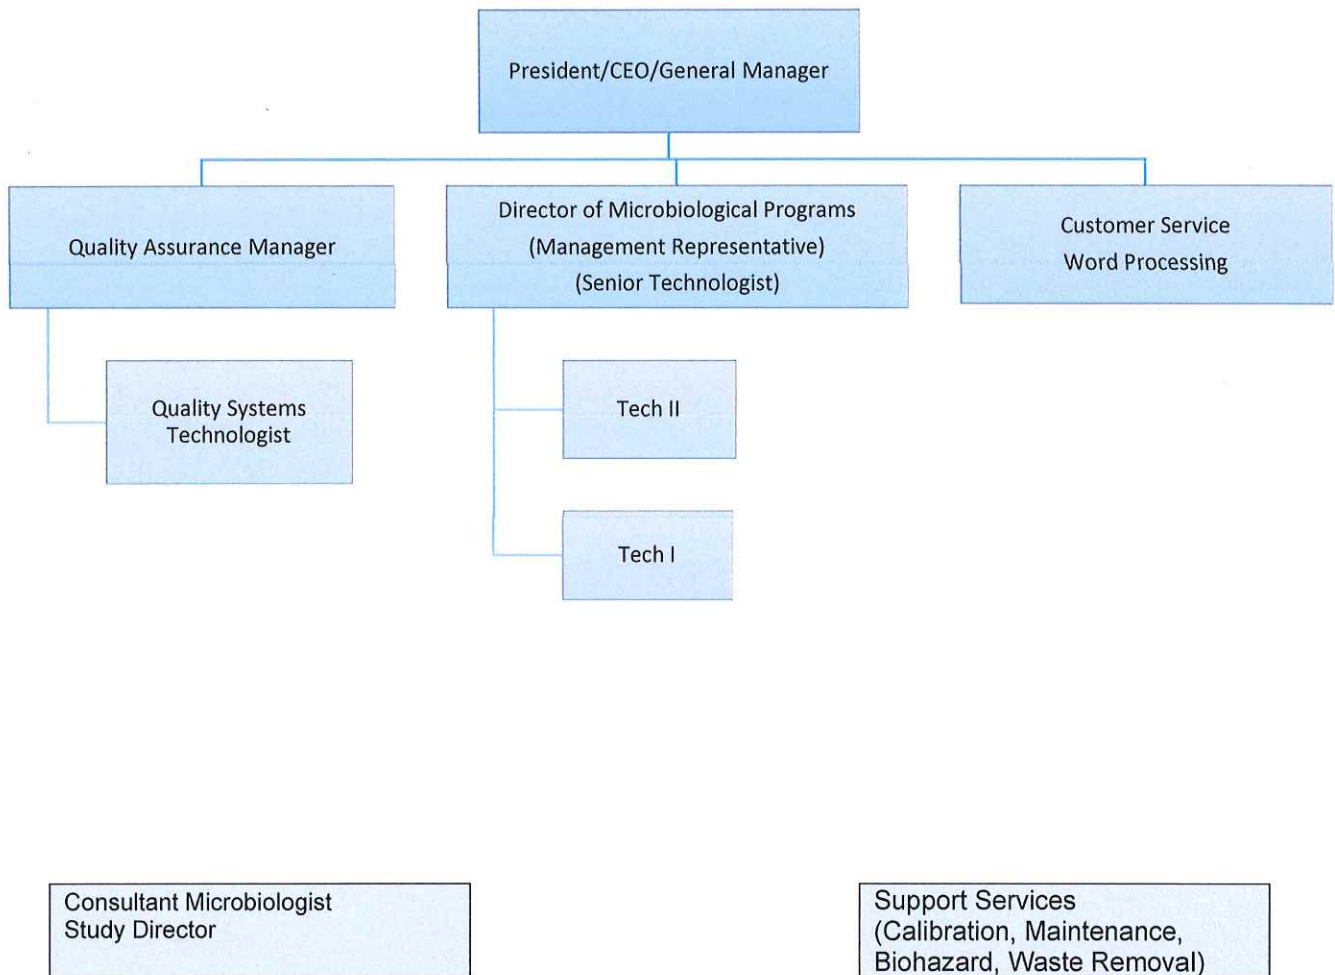 President/CEO/General Manager
Quality Assurance Manager
Director of Microbiological Programs
(Management Representative)
(Senior Technologist)
Customer Service
Word Processing
Quality Systems
Technologist
Tech II
Tech I
Consultant Microbiologist
Study Director
Support Services
(Calibration, Maintenance,
Biohazard, Waste Removal)